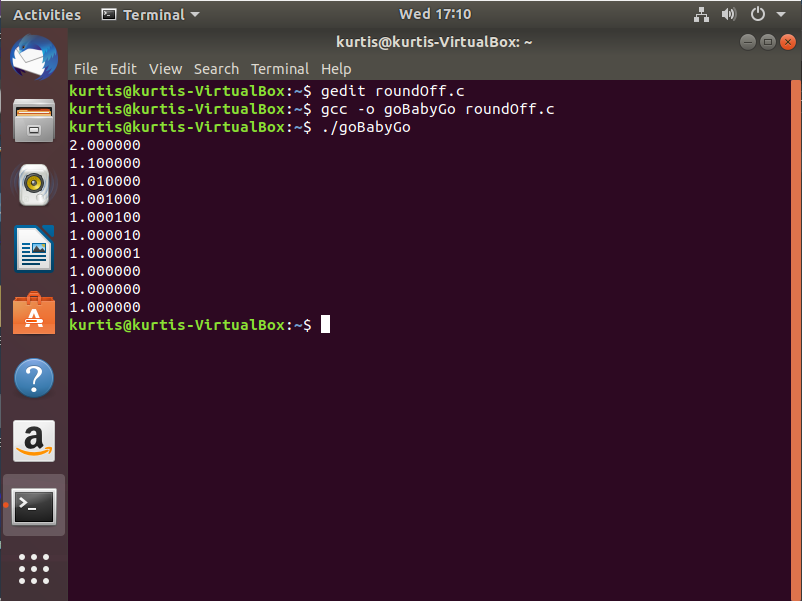 Activities Terminal Wed 17:10
kurtis@kurtis-VirtualBox: ~
File Edit View Search Terminal Help
kurtis@kurtis-VirtualBox:~$ gedit roundOff.c
kurtis@kurtis-VirtualBox:~$ gcc -o goBabyGo roundOff.c
kurtis@kurtis-VirtualBox:~$ ./goBabyGo
2.000000
1.100000
1.010000
1.001000
1.000100
1.000010
1.000001
1.000000
1.000000
1.000000
kurtis@kurtis-VirtualBox:~$